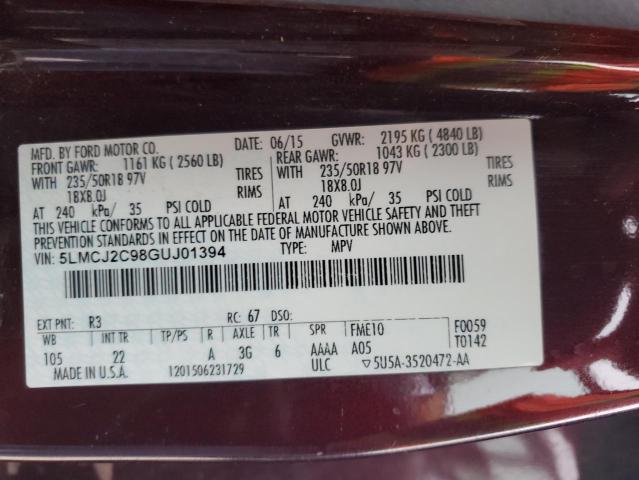 MFD. BY FORD MOTOR CO. DATE: 06/15 GVWR: 2195 KG ( 4840 LB)
FRONT GAWR: 1161 KG ( 2560 LB) REAR GAWR: 1043 KG ( 2300 LB)
WITH 235/50R18 97V TIRES WITH 235/50R18 97V TIRES
18X8.0J RIMS 18X8.0J RIMS
AT 240 kPa/ 35 PSI COLD AT 240 kPa/ 35 PSI COLD
THIS VEHICLE CONFORMS TO ALL APPLICABLE FEDERAL MOTOR VEHICLE SAFETY AND THEFT
PREVENTION STANDARDS IN EFFECT ON THE DATE OF MANUFACTURE SHOWN ABOVE.
VIN: 5LMCJ2C98GUJ01394 TYPE: MPV
EXT PNT: R3 RC: 67 DSO:
WB INT TR TP/PS R AXLE TR SPR FME10 F0059
105 22 A 3G 6 AAAA A05 T0142
MADE IN U.S.A. 1201506231729 ULC ▽5U5A-3520472-AA